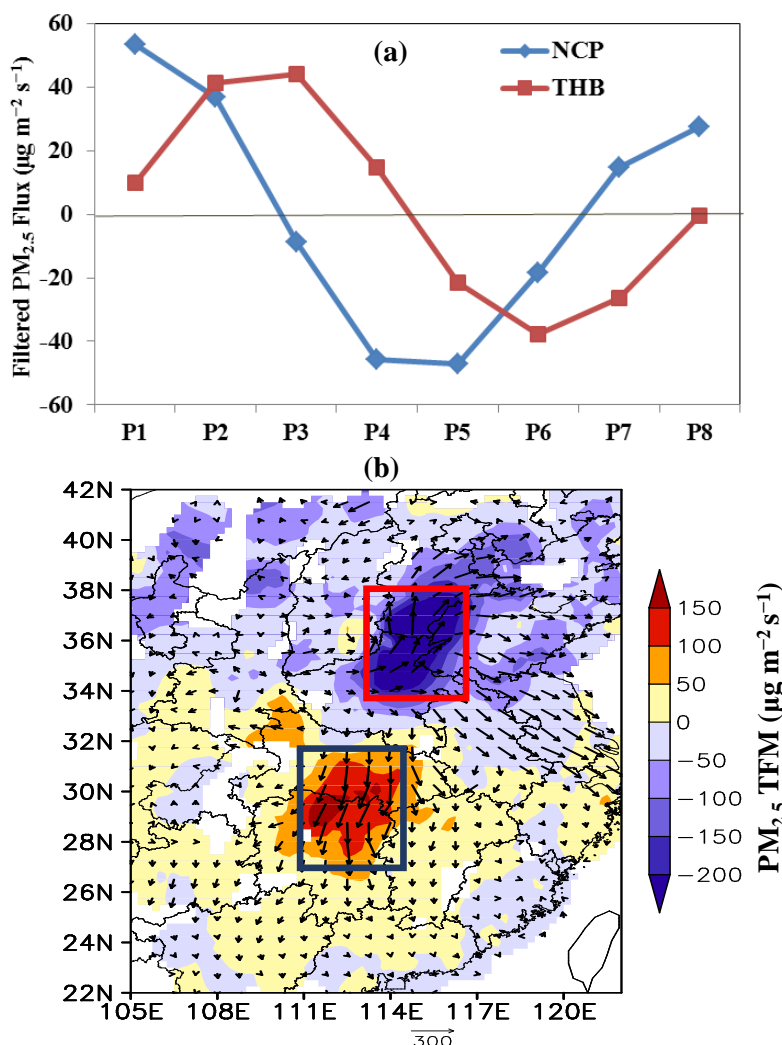 60
(a)
NCP
THB
40
20
0
-20
-40
-60
Filtered PM₂.₅ Flux (µg m⁻² s⁻¹)
P1 P2 P3 P4 P5 P6 P7 P8
(b)
42N
40N
38N
36N
34N
32N
30N
28N
26N
24N
22N
105E 108E 111E 114E 117E 120E
300
150
100
50
0
−50
−100
−150
−200
PM₂.₅ TFM (µg m⁻² s⁻¹)